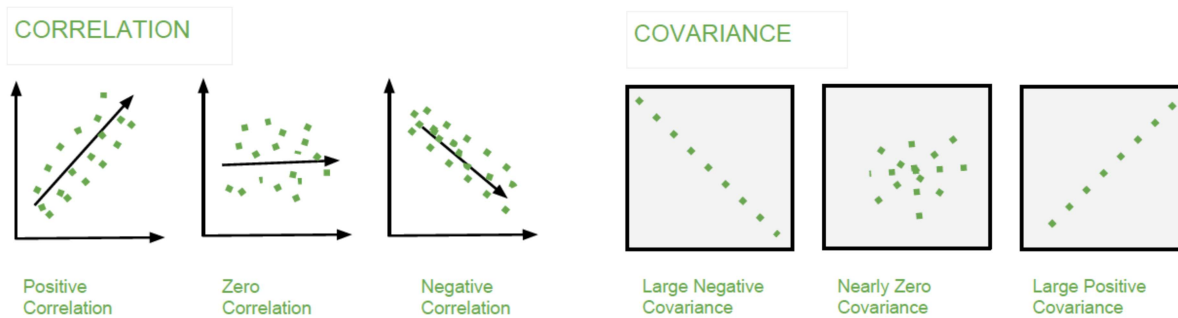 CORRELATION
Positive
Correlation
Zero
Correlation
Negative
Correlation
COVARIANCE
Large Negative
Covariance
Nearly Zero
Covariance
Large Positive
Covariance